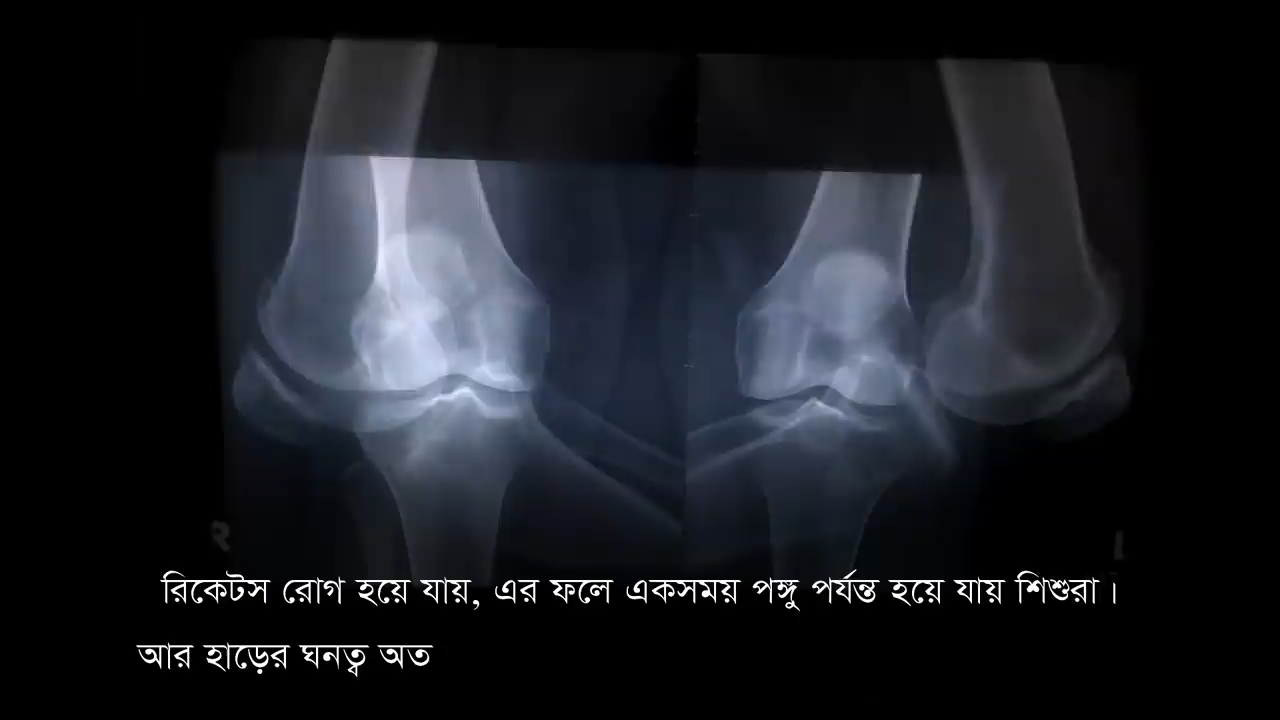 রিকেটস রোগ হয়ে যায়, এর ফলে একসময় পঙ্গু পর্যন্ত হয়ে যায় শিশুরা।
আর হাড়ের ঘনত্ব অত